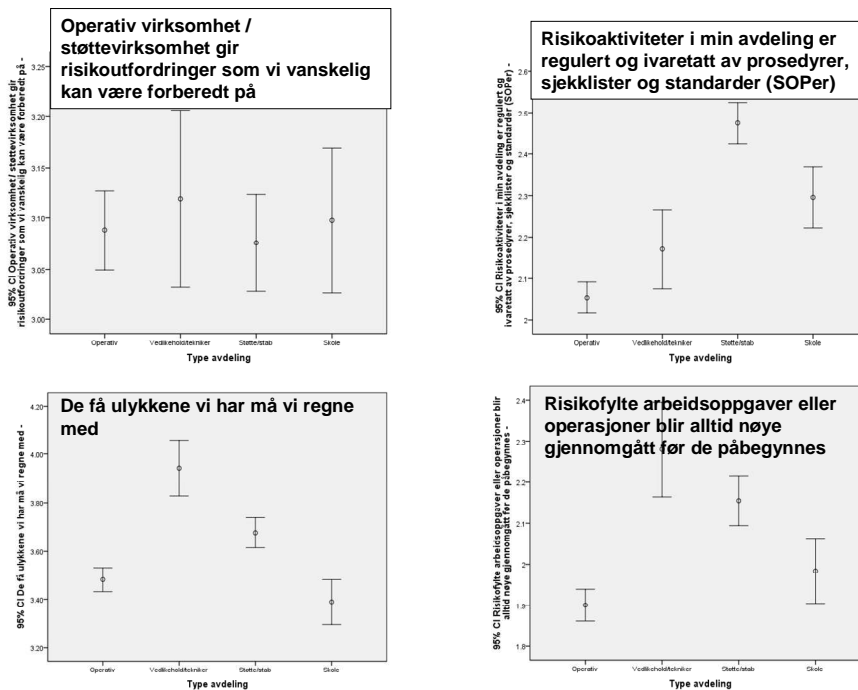 Operativ virksomhet /
støttevirksomhet gir
risikoutfordringer som vi vanskelig
kan være forberedt på
95% CI Operativ virksomhet / støttevirksomhet gir
risikoutfordringer som vi vanskelig kan være forberedt på -
3.25
3.20
3.15
3.10
3.05
3.00
Operativ
Vedlikehold/tekniker
Støtte/stab
Skole
Type avdeling
Risikoaktiviteter i min avdeling er
regulert og ivaretatt av prosedyrer,
sjekklister og standarder (SOPer)
95% CI Risikoaktiviteter i min avdeling er regulert og
ivaretatt av prosedyrer, sjekklister og standarder (SOPer) -
2.6
2.6
2.4
2.3
2.2
2.1
2
Operativ
Vedlikehold/tekniker
Støtte/stab
Skole
Type avdeling
De få ulykkene vi har må vi regne
med
95% CI De få ulykkene vi har må vi regne med -
4.20
4.00
3.80
3.60
3.40
3.20
Operativ
Vedlikehold/tekniker
Støtte/stab
Skole
Type avdeling
Risikofylte arbeidsoppgaver eller
operasjoner blir alltid nøye
gjennomgått før de påbegynnes
95% CI Risikofylte arbeidsoppgaver eller operasjoner blir
alltid nøye gjennomgått før de påbegynnes -
2.4
2.3
2.2
2.1
2
1.9
1.8
Operativ
Vedlikehold/tekniker
Støtte/stab
Skole
Type avdeling